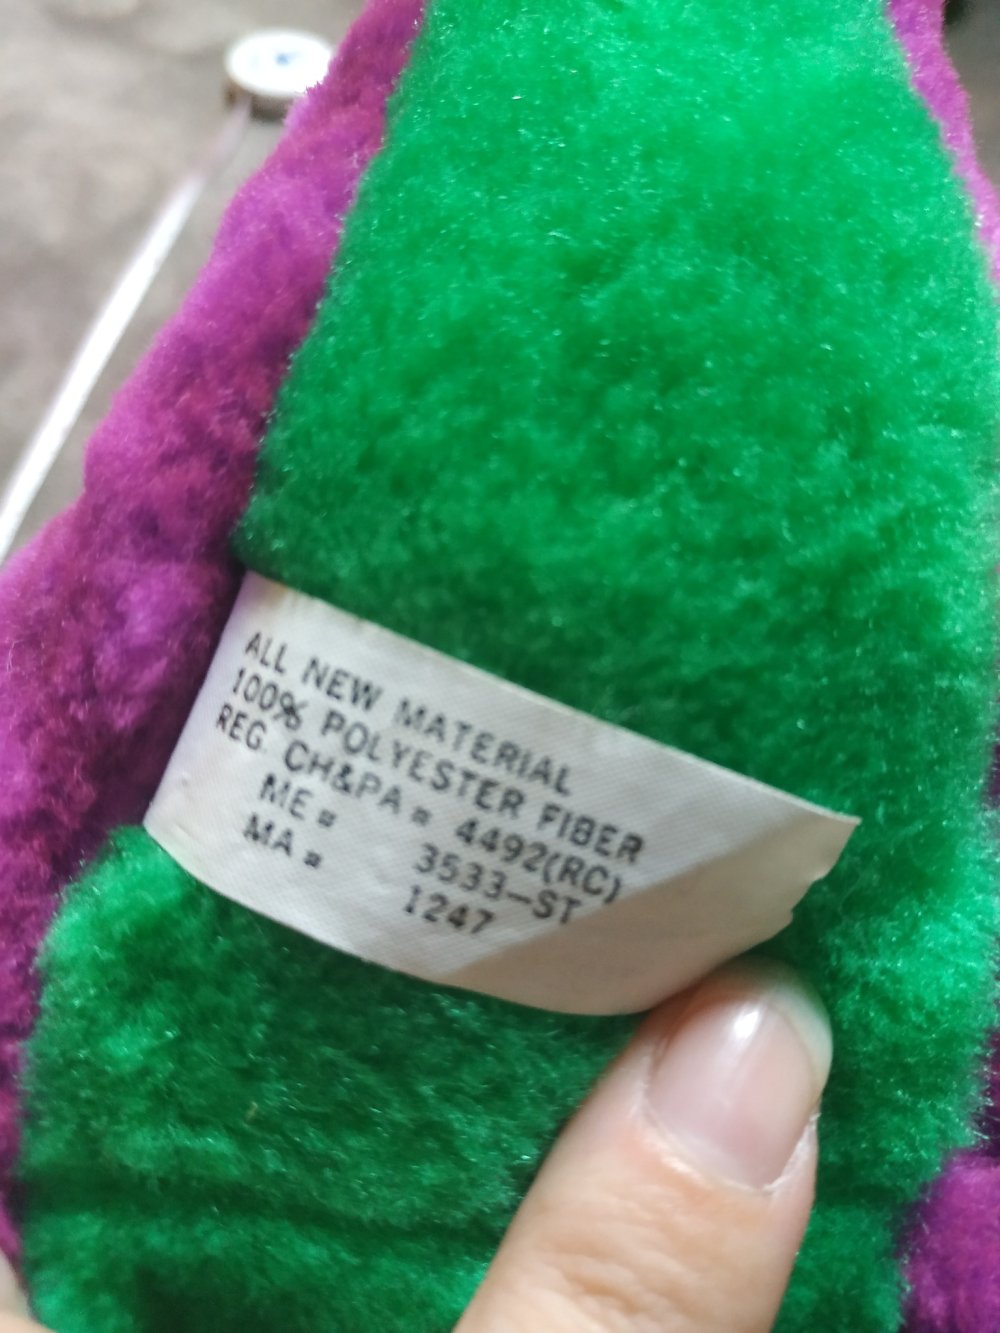 ALL NEW MATERIAL
100% POLYESTER FIBER
REG. CH&PA = 4492(RC)
ME = 3533-ST
MA = 1247